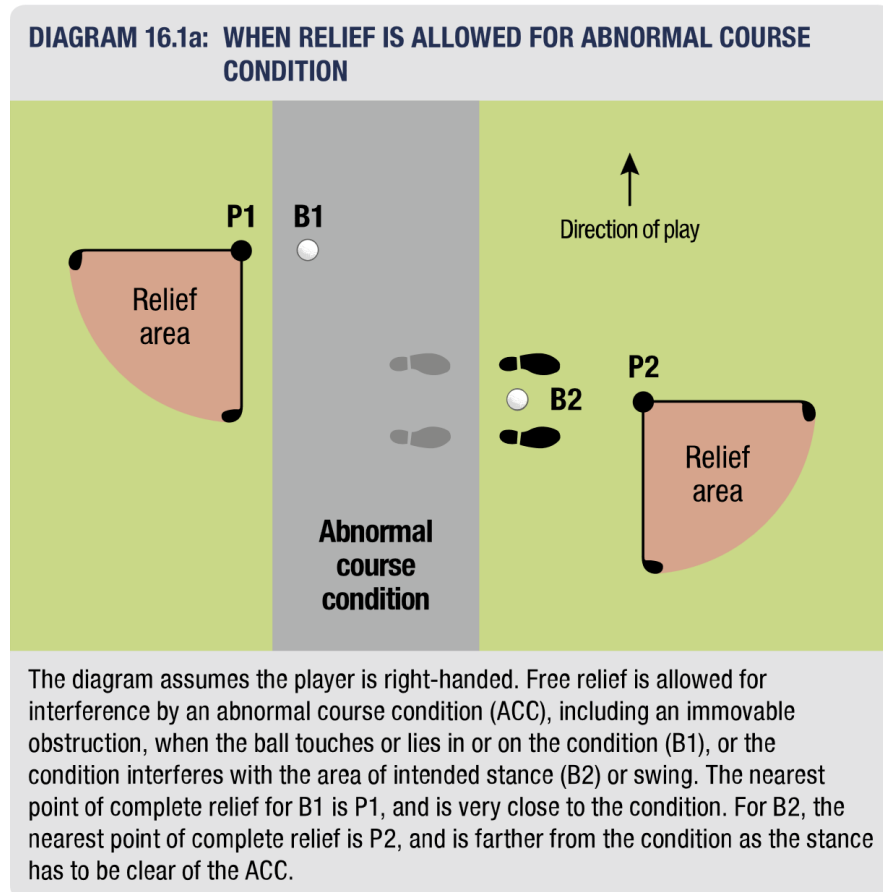 DIAGRAM 16.1a: WHEN RELIEF IS ALLOWED FOR ABNORMAL COURSE
CONDITION
P1 B1
Direction of play
Relief
area
P2
B2
Relief
area
Abnormal
course
condition
The diagram assumes the player is right-handed. Free relief is allowed for
interference by an abnormal course condition (ACC), including an immovable
obstruction, when the ball touches or lies in or on the condition (B1), or the
condition interferes with the area of intended stance (B2) or swing. The nearest
point of complete relief for B1 is P1, and is very close to the condition. For B2, the
nearest point of complete relief is P2, and is farther from the condition as the stance
has to be clear of the ACC.